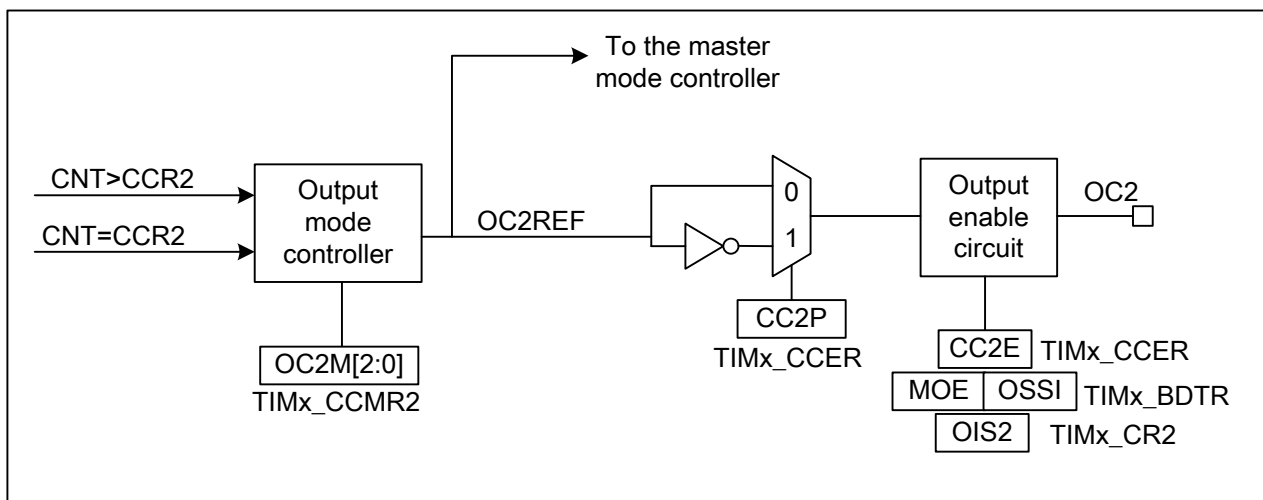 To the master
mode controller
CNT>CCR2
CNT=CCR2
Output
mode
controller
OC2REF
0
1
Output
enable
circuit
OC2
CC2P
TIMx_CCER
OC2M[2:0]
TIMx_CCMR2
CC2E TIMx_CCER
MOE OSSI TIMx_BDTR
OIS2 TIMx_CR2